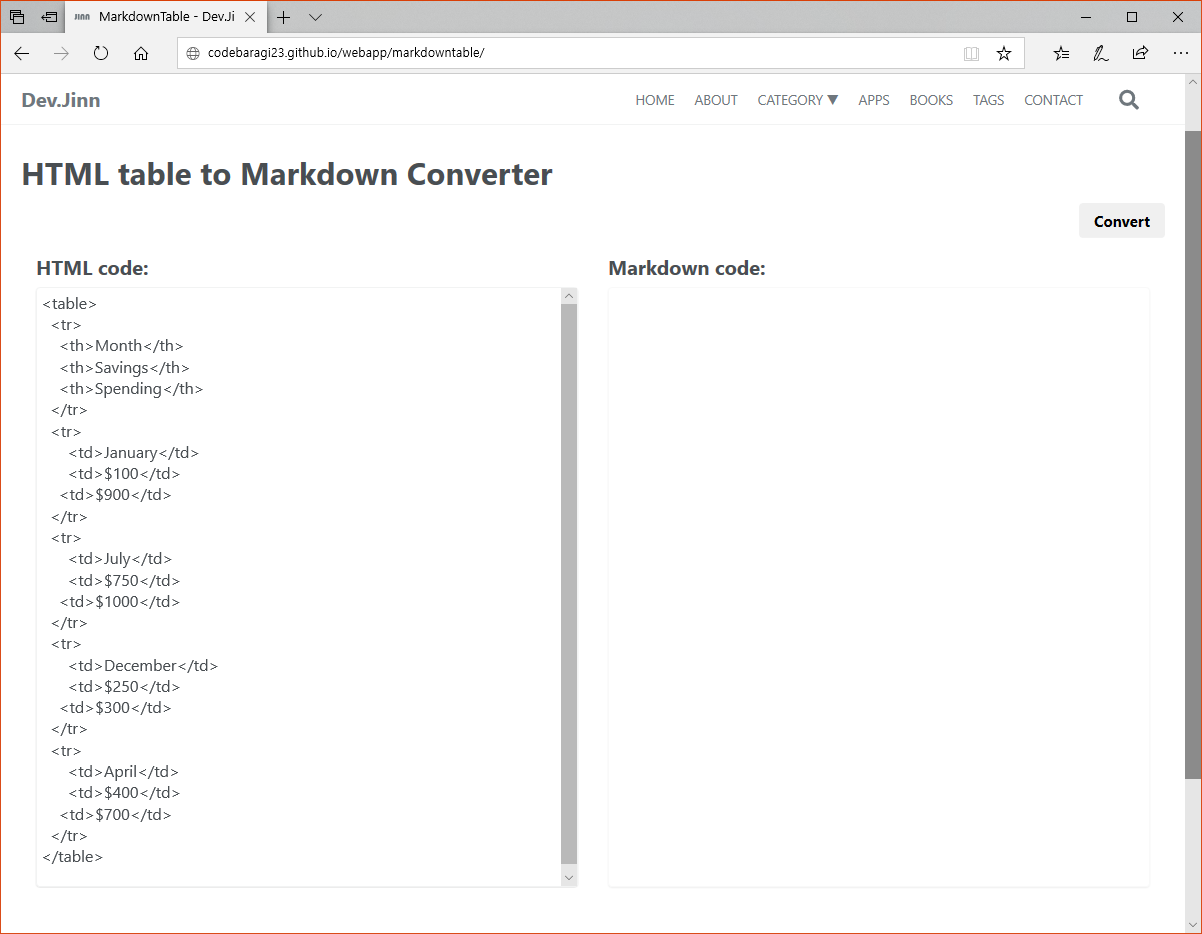 JINN MarkdownTable - Dev.Ji
codebaragi23.github.io/webapp/markdowntable/
Dev.Jinn HOME ABOUT CATEGORY ▼ APPS BOOKS TAGS CONTACT
HTML table to Markdown Converter
Convert
HTML code:
<table>
  <tr>
    <th>Month</th>
    <th>Savings</th>
    <th>Spending</th>
  </tr>
  <tr>
      <td>January</td>
      <td>$100</td>
    <td>$900</td>
  </tr>
  <tr>
      <td>July</td>
      <td>$750</td>
    <td>$1000</td>
  </tr>
  <tr>
      <td>December</td>
      <td>$250</td>
    <td>$300</td>
  </tr>
  <tr>
      <td>April</td>
      <td>$400</td>
    <td>$700</td>
  </tr>
</table>
Markdown code: